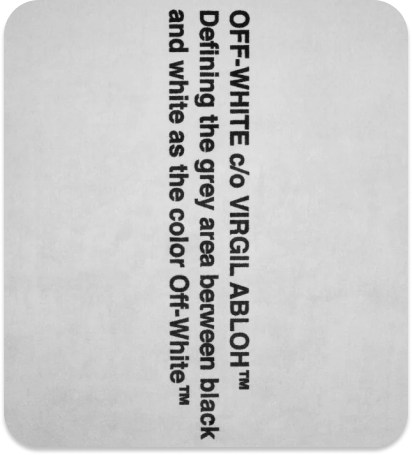 OFF-WHITE c/o VIRGIL ABLOH™
Defining the grey area between black
and white as the color Off-White™